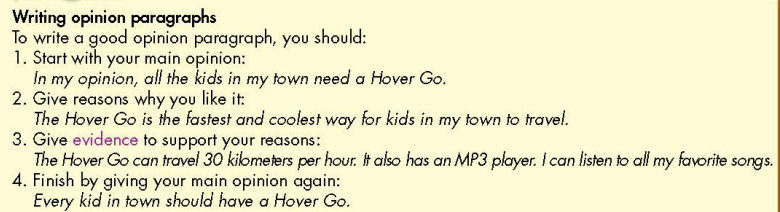 Writing opinion paragraphs
To write a good opinion paragraph, you should:
1. Start with your main opinion:
In my opinion, all the kids in my town need a Hover Go.
2. Give reasons why you like it:
The Hover Go is the fastest and coolest way for kids in my town to travel.
3. Give evidence to support your reasons:
The Hover Go can travel 30 kilometers per hour. It also has an MP3 player. I can listen to all my favorite songs.
4. Finish by giving your main opinion again:
Every kid in town should have a Hover Go.